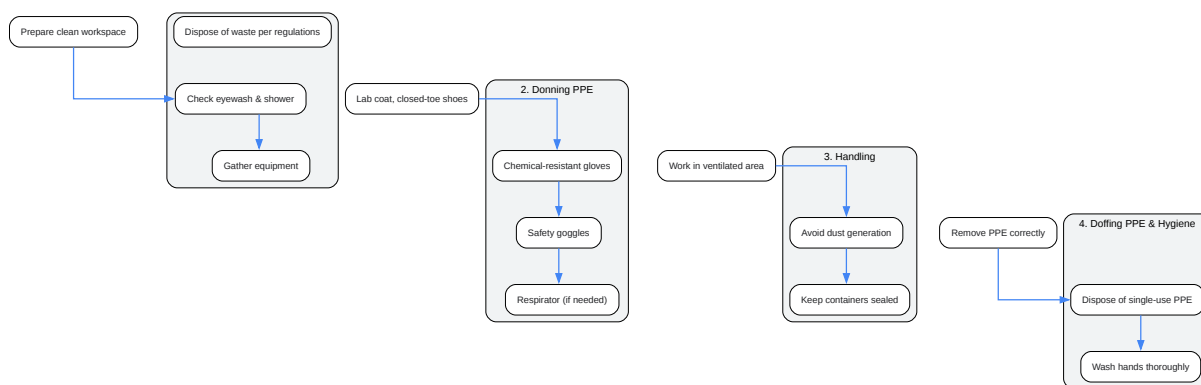 Prepare clean workspace
Dispose of waste per regulations
Check eyewash & shower
Gather equipment
Lab coat, closed-toe shoes
2. Donning PPE
Chemical-resistant gloves
Safety goggles
Respirator (if needed)
Work in ventilated area
3. Handling
Avoid dust generation
Keep containers sealed
Remove PPE correctly
4. Doffing PPE & Hygiene
Dispose of single-use PPE
Wash hands thoroughly